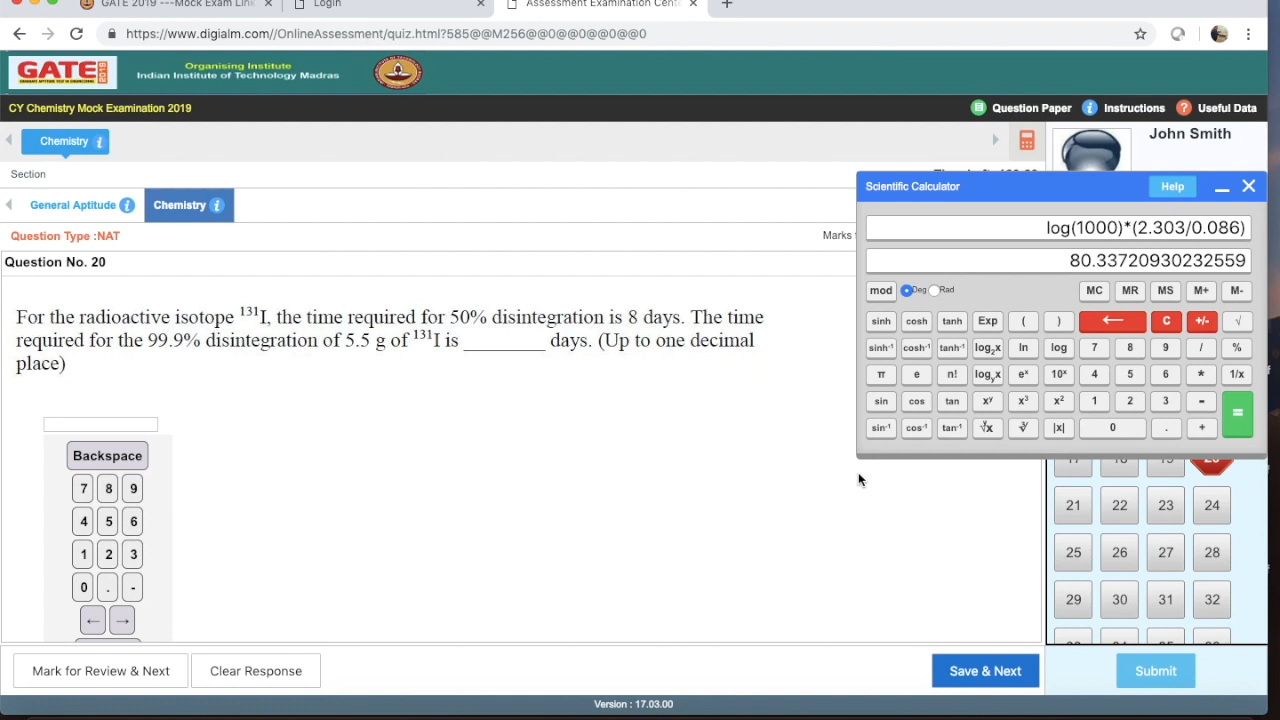 GATE 2019 ---Mock Exam Link
Login
Assessment Examination Cent
https://www.digialm.com//OnlineAssessment/quiz.html?585@@M256@@0@@0@@0@@0
GATE 2019
Organising Institute
Indian Institute of Technology Madras
CY Chemistry Mock Examination 2019
Question Paper
i Instructions
? Useful Data
Chemistry i
John Smith
Section
General Aptitude i
Chemistry i
Question Type :NAT
Marks
Question No. 20
For the radioactive isotope ¹³¹I, the time required for 50% disintegration is 8 days. The time
required for the 99.9% disintegration of 5.5 g of ¹³¹I is _________ days. (Up to one decimal
place)
Backspace
7 8 9
4 5 6
1 2 3
0 . -
← →
Scientific Calculator
Help
log(1000)*(2.303/0.086)
80.33720930232559
mod Deg Rad MC MR MS M+ M-
sinh cosh tanh Exp ( ) ← C +/- √
sinh⁻¹ cosh⁻¹ tanh⁻¹ log₂x ln log 7 8 9 / %
π e n! logᵧx eˣ 10ˣ 4 5 6 * 1/x
sin cos tan xʸ x³ x² 1 2 3 - =
sin⁻¹ cos⁻¹ tan⁻¹ ʸ√x ∛ |x| 0 . +
17 18 19 20
21 22 23 24
25 26 27 28
29 30 31 32
Mark for Review & Next
Clear Response
Save & Next
Submit
Version : 17.03.00